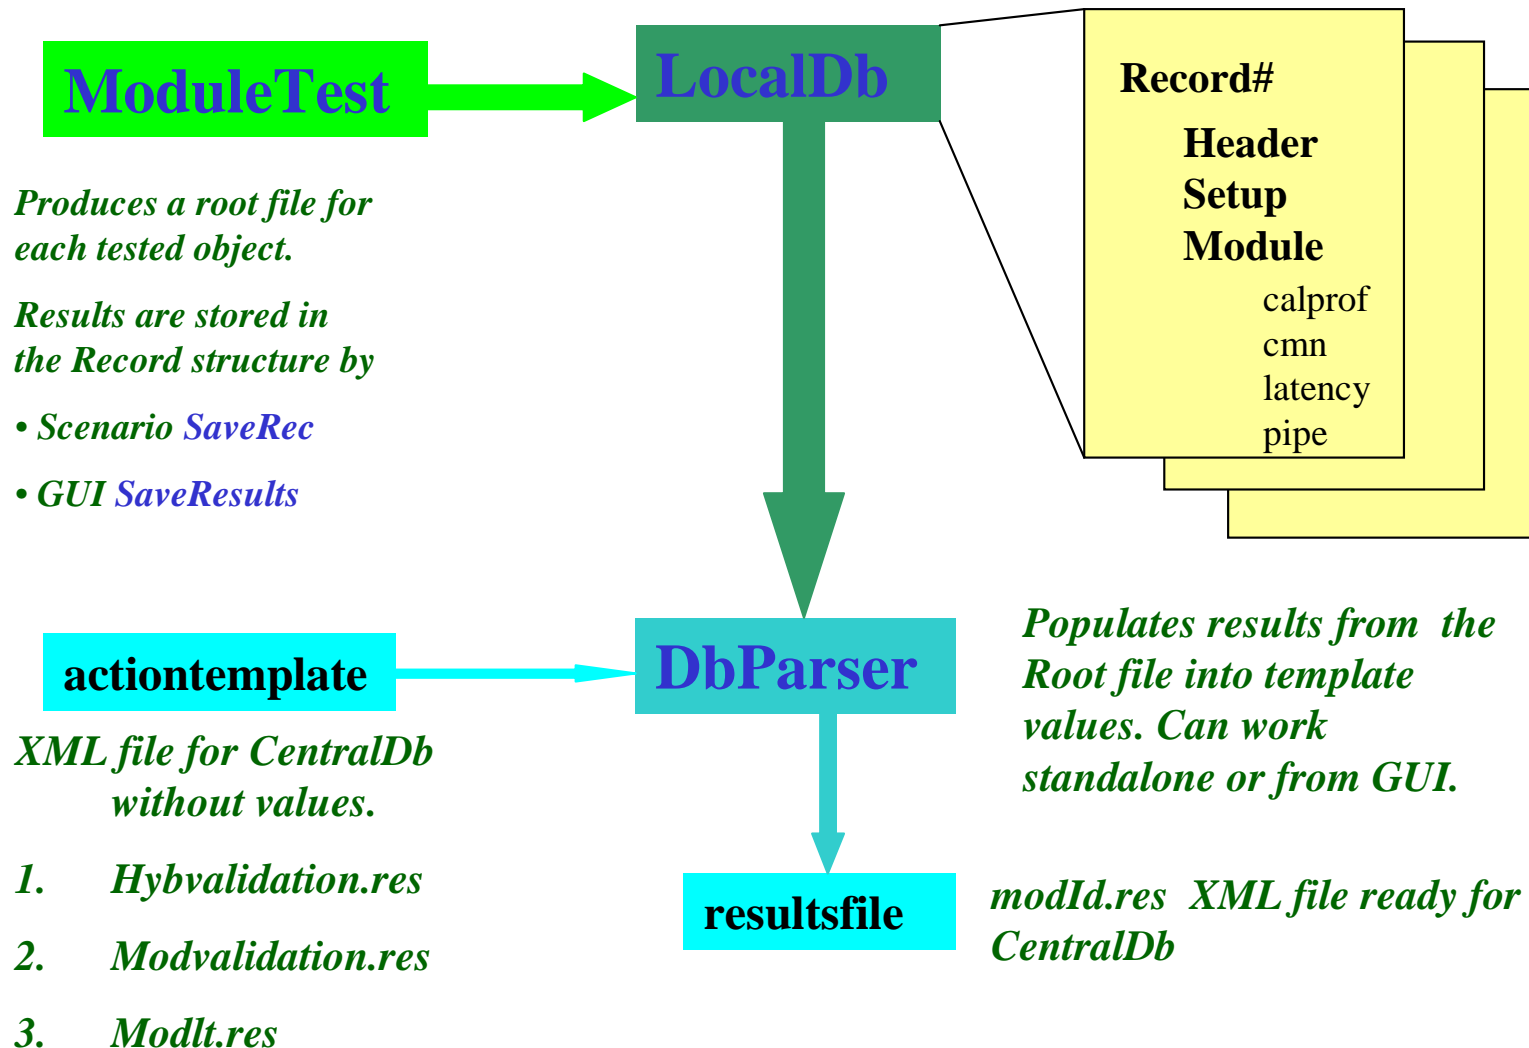 ModuleTest
LocalDb
Record#
Header
Setup
Module
calprof
cmn
latency
pipe
Produces a root file for
each tested object.
Results are stored in
the Record structure by
• Scenario SaveRec
• GUI SaveResults
actiontemplate
DbParser
Populates results from the
Root file into template
values. Can work
standalone or from GUI.
XML file for CentralDb
without values.
1. Hybvalidation.res
2. Modvalidation.res
3. Modlt.res
resultsfile
modId.res XML file ready for
CentralDb